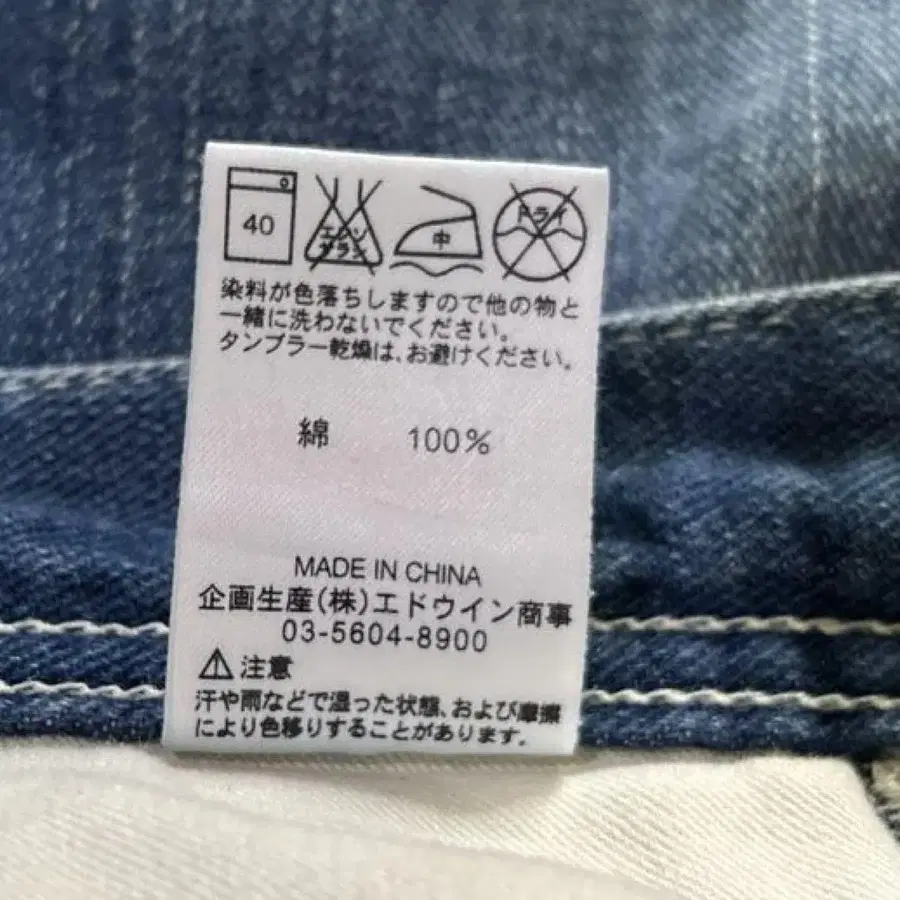 40
エンソ
サラシ
中
ドライ
染料が色落ちしますので他の物と
一緒に洗わないでください。
タンブラー乾燥は、お避けください。
綿 100%
MADE IN CHINA
企画生産(株)エドウイン商事
03-5604-8900
⚠注意
汗や雨などで湿った状態、および摩擦
により色移りすることがあります。